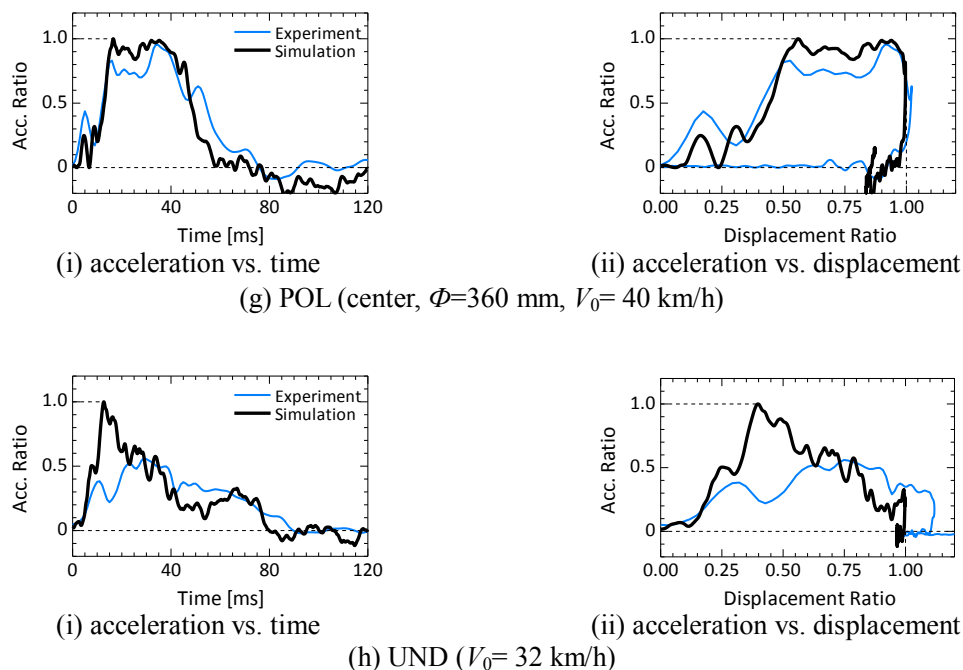 1.0
0.5
0
Acc. Ratio
Experiment
Simulation
0 40 80 120
Time [ms]
(i) acceleration vs. time
1.0
0.5
0
Acc. Ratio
0.00 0.25 0.50 0.75 1.00
Displacement Ratio
(ii) acceleration vs. displacement
(g) POL (center, Φ=360 mm, V0= 40 km/h)
1.0
0.5
0
Acc. Ratio
Experiment
Simulation
0 40 80 120
Time [ms]
(i) acceleration vs. time
1.0
0.5
0
Acc. Ratio
0.00 0.25 0.50 0.75 1.00
Displacement Ratio
(ii) acceleration vs. displacement
(h) UND (V0= 32 km/h)